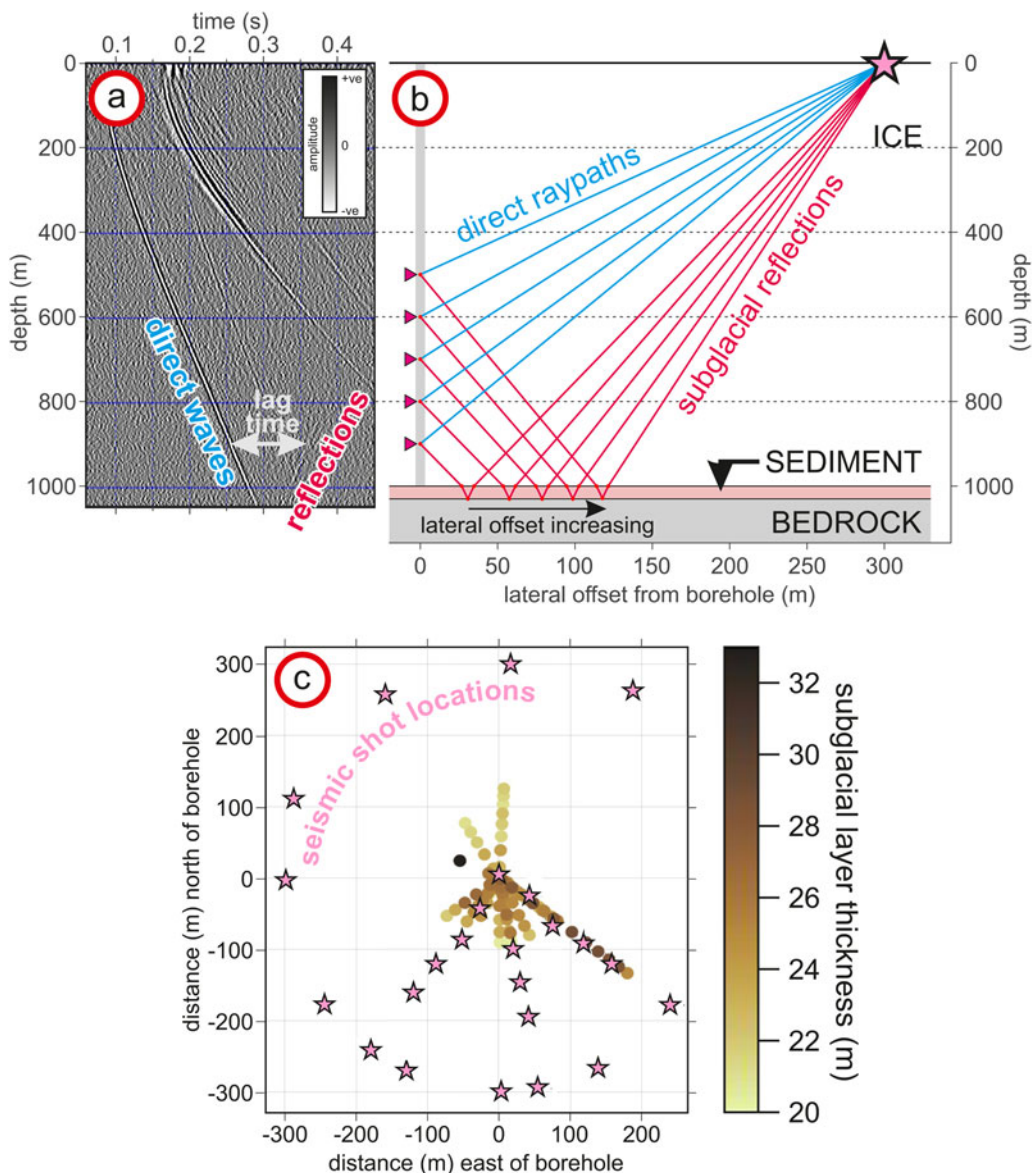 time (s)
0.1 0.2 0.3 0.4
a
+ve
0
-ve
amplitude
0
200
400
600
800
1000
depth (m)
direct waves
lag
time
reflections
b
ICE
direct raypaths
subglacial reflections
SEDIMENT
BEDROCK
lateral offset increasing
0
200
400
600
800
1000
depth (m)
0 50 100 150 200 250 300
lateral offset from borehole (m)
c
seismic shot locations
300
200
100
0
-100
-200
-300
distance (m) north of borehole
-300 -200 -100 0 100 200
distance (m) east of borehole
32
30
28
26
24
22
20
subglacial layer thickness (m)